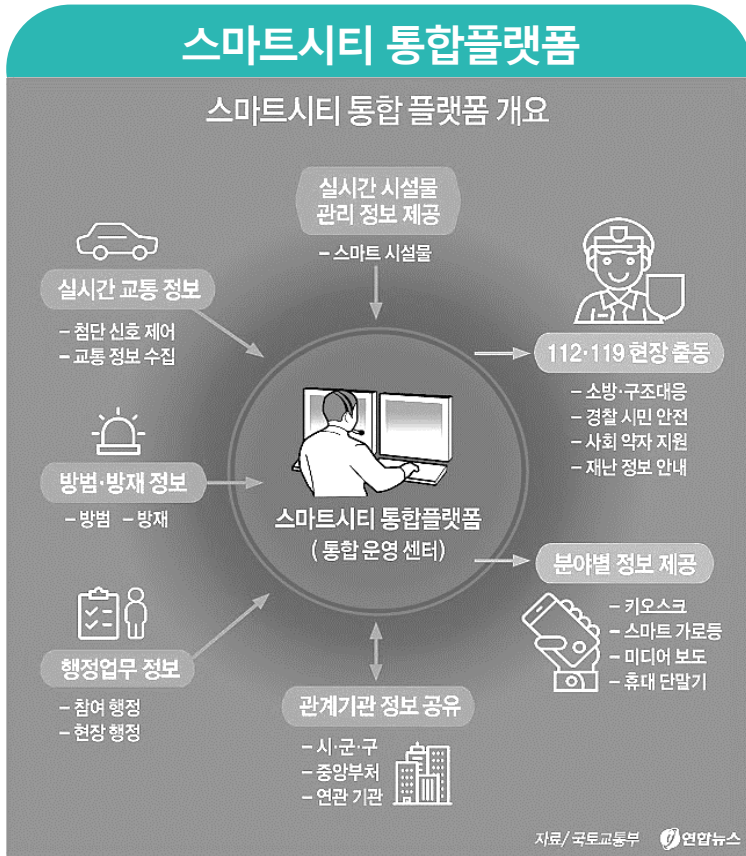 스마트시티 통합플랫폼
스마트시티 통합 플랫폼 개요
실시간 시설물
관리 정보 제공
– 스마트 시설물
실시간 교통 정보
– 첨단 신호 제어
– 교통 정보 수집
112·119 현장 출동
– 소방·구조대응
– 경찰 시민 안전
– 사회 약자 지원
– 재난 정보 안내
방범·방재 정보
– 방범 – 방재
스마트시티 통합플랫폼
( 통합 운영 센터)
분야별 정보 제공
– 키오스크
– 스마트 가로등
– 미디어 보도
– 휴대 단말기
행정업무 정보
– 참여 행정
– 현장 행정
관계기관 정보 공유
– 시·군·구
– 중앙부처
– 연관 기관
자료/ 국토교통부 연합뉴스